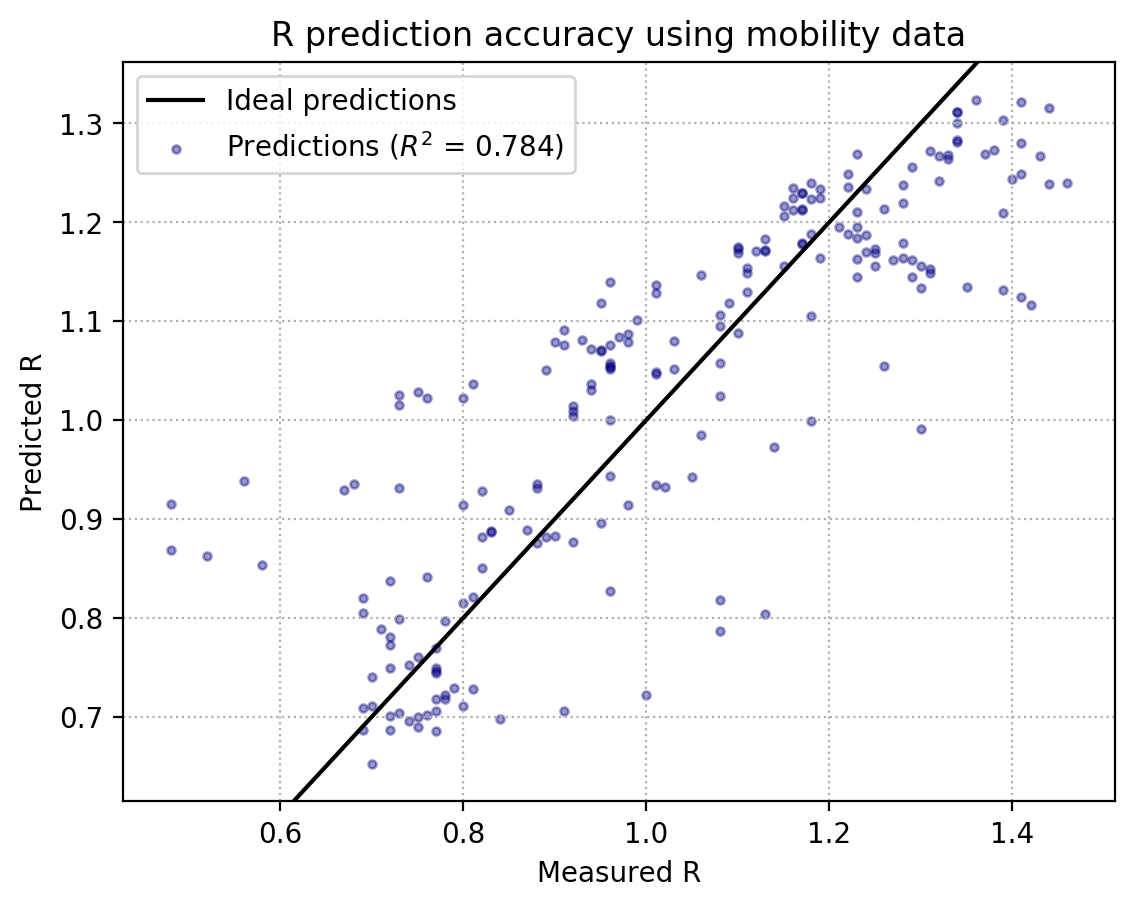 R prediction accuracy using mobility data
Ideal predictions
Predictions (R² = 0.784)
1.3
1.2
1.1
1.0
0.9
0.8
0.7
Predicted R
0.6 0.8 1.0 1.2 1.4
Measured R